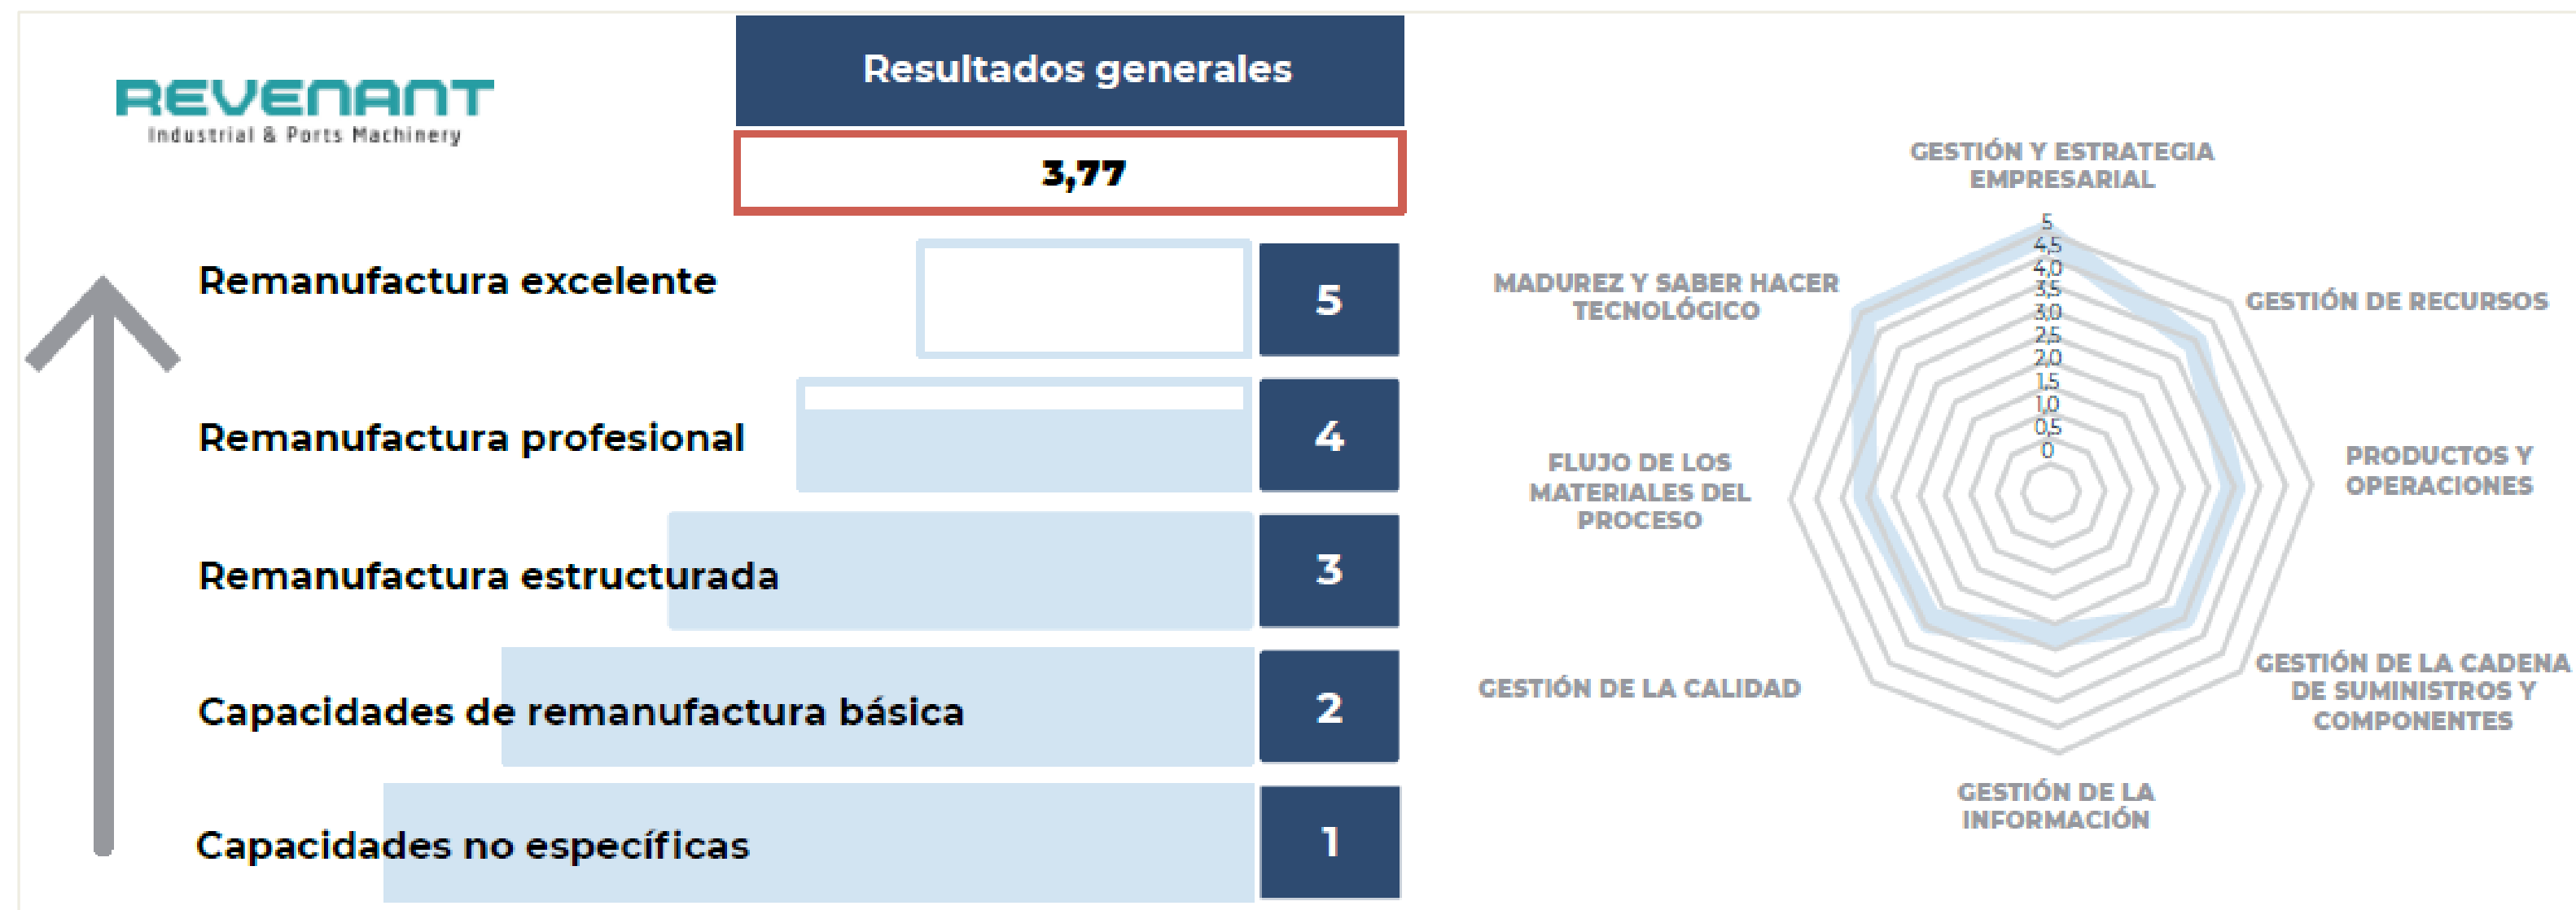 REVENANT
Industrial & Ports Machinery
Resultados generales
3,77
Remanufactura excelente
5
Remanufactura profesional
4
Remanufactura estructurada
3
Capacidades de remanufactura básica
2
Capacidades no específicas
1
GESTIÓN Y ESTRATEGIA
EMPRESARIAL
MADUREZ Y SABER HACER
TECNOLÓGICO
GESTIÓN DE RECURSOS
FLUJO DE LOS
MATERIALES DEL
PROCESO
PRODUCTOS Y
OPERACIONES
GESTIÓN DE LA CALIDAD
GESTIÓN DE LA CADENA
DE SUMINISTROS Y
COMPONENTES
GESTIÓN DE LA
INFORMACIÓN
5
4,5
4,0
3,5
3,0
2,5
2,0
1,5
1,0
0,5
0